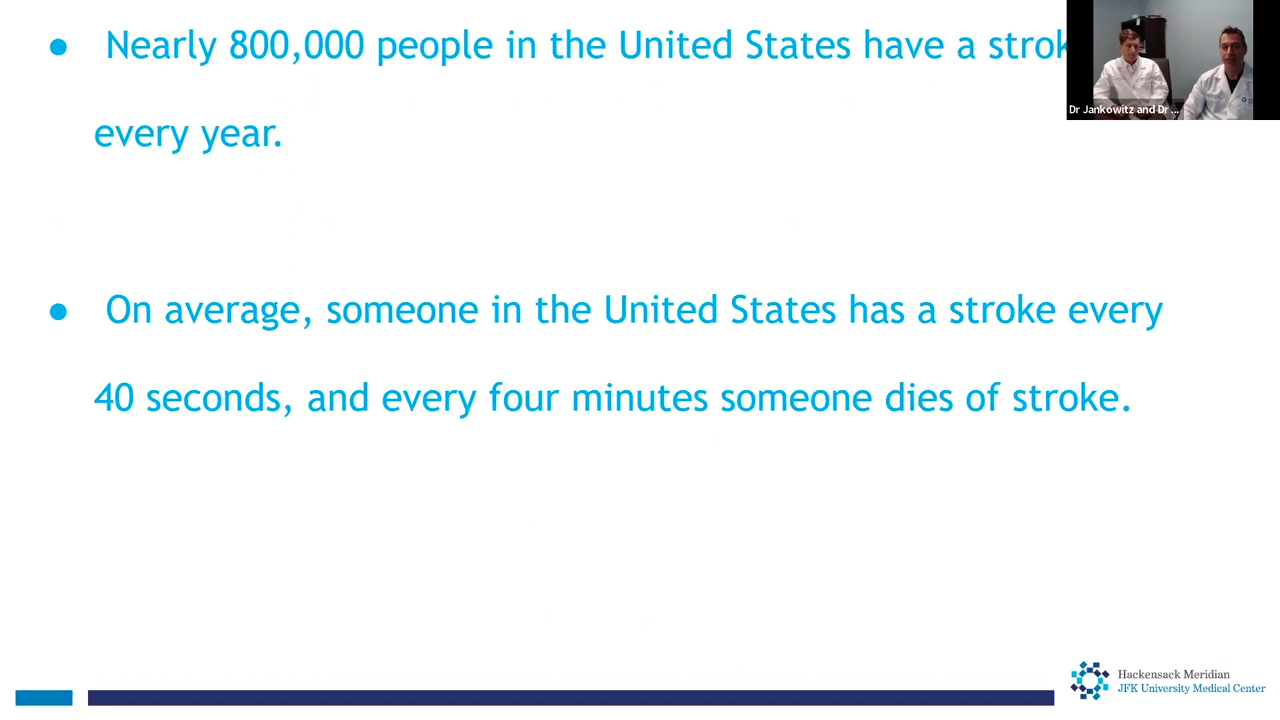 ● Nearly 800,000 people in the United States have a strok
every year.
● On average, someone in the United States has a stroke every
40 seconds, and every four minutes someone dies of stroke.
Dr Jankowitz and Dr ...
Hackensack Meridian
JFK University Medical Center